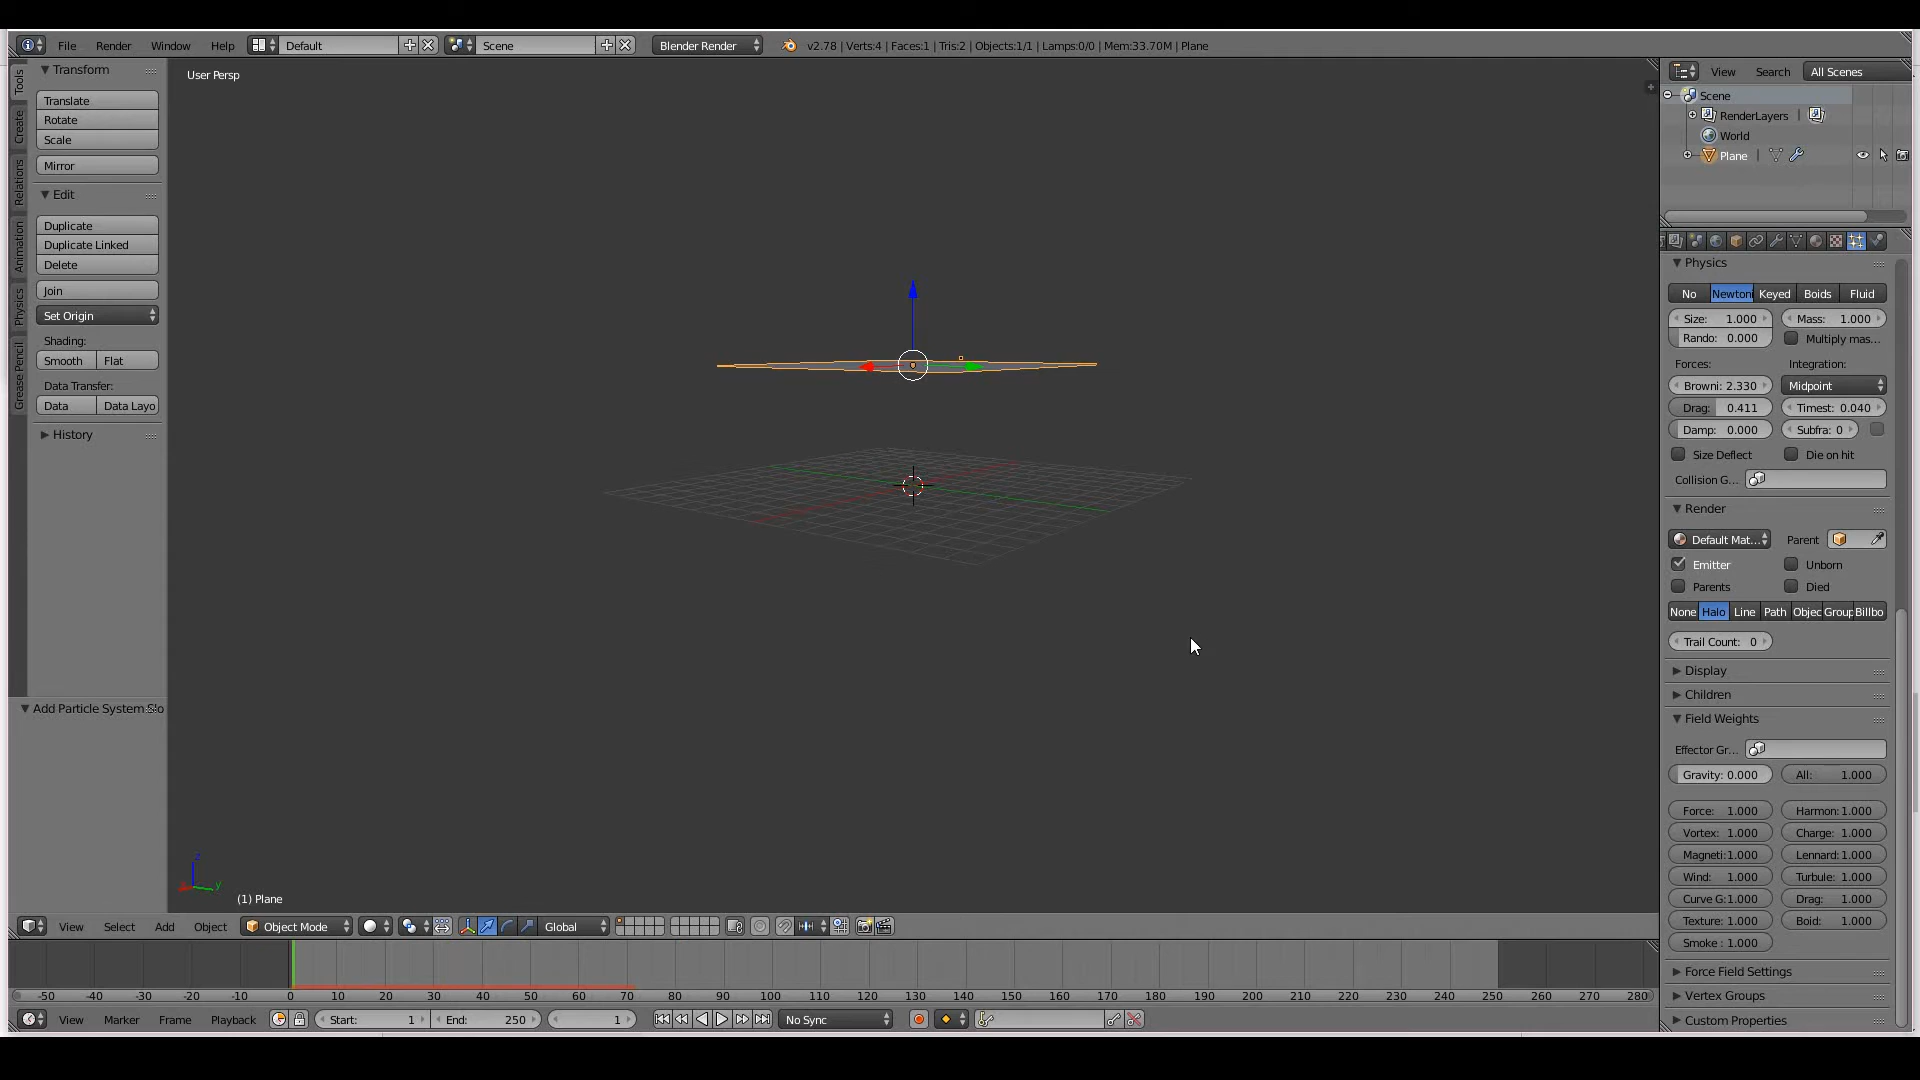 File Render Window Help Default Scene Blender Render v2.78 | Verts:4 | Faces:1 | Tris:2 | Objects:1/1 | Lamps:0/0 | Mem:33.70M | Plane
Tools
Create
Relations
Animation
Physics
Grease Pencil
Transform
Translate
Rotate
Scale
Mirror
Edit
Duplicate
Duplicate Linked
Delete
Join
Set Origin
Shading:
Smooth Flat
Data Transfer:
Data Data Layo
History
Add Particle System Slo
User Persp
z
y
(1) Plane
View Search All Scenes
Scene
RenderLayers
World
Plane
Physics
No Newtoni Keyed Boids Fluid
Size: 1.000 Mass: 1.000
Rando: 0.000 Multiply mas...
Forces: Integration:
Browni: 2.330 Midpoint
Drag: 0.411 Timest: 0.040
Damp: 0.000 Subfra: 0
Size Deflect Die on hit
Collision G...
Render
Default Mat... Parent
Emitter Unborn
Parents Died
None Halo Line Path Objec Group Billbo
Trail Count: 0
Display
Children
Field Weights
Effector Gr...
Gravity: 0.000 All: 1.000
Force: 1.000 Harmon: 1.000
Vortex: 1.000 Charge: 1.000
Magneti: 1.000 Lennard: 1.000
Wind: 1.000 Turbule: 1.000
Curve G: 1.000 Drag: 1.000
Texture: 1.000 Boid: 1.000
Smoke : 1.000
Force Field Settings
Vertex Groups
Custom Properties
View Select Add Object Object Mode Global
-50 -40 -30 -20 -10 0 10 20 30 40 50 60 70 80 90 100 110 120 130 140 150 160 170 180 190 200 210 220 230 240 250 260 270 280
View Marker Frame Playback Start: 1 End: 250 1 No Sync